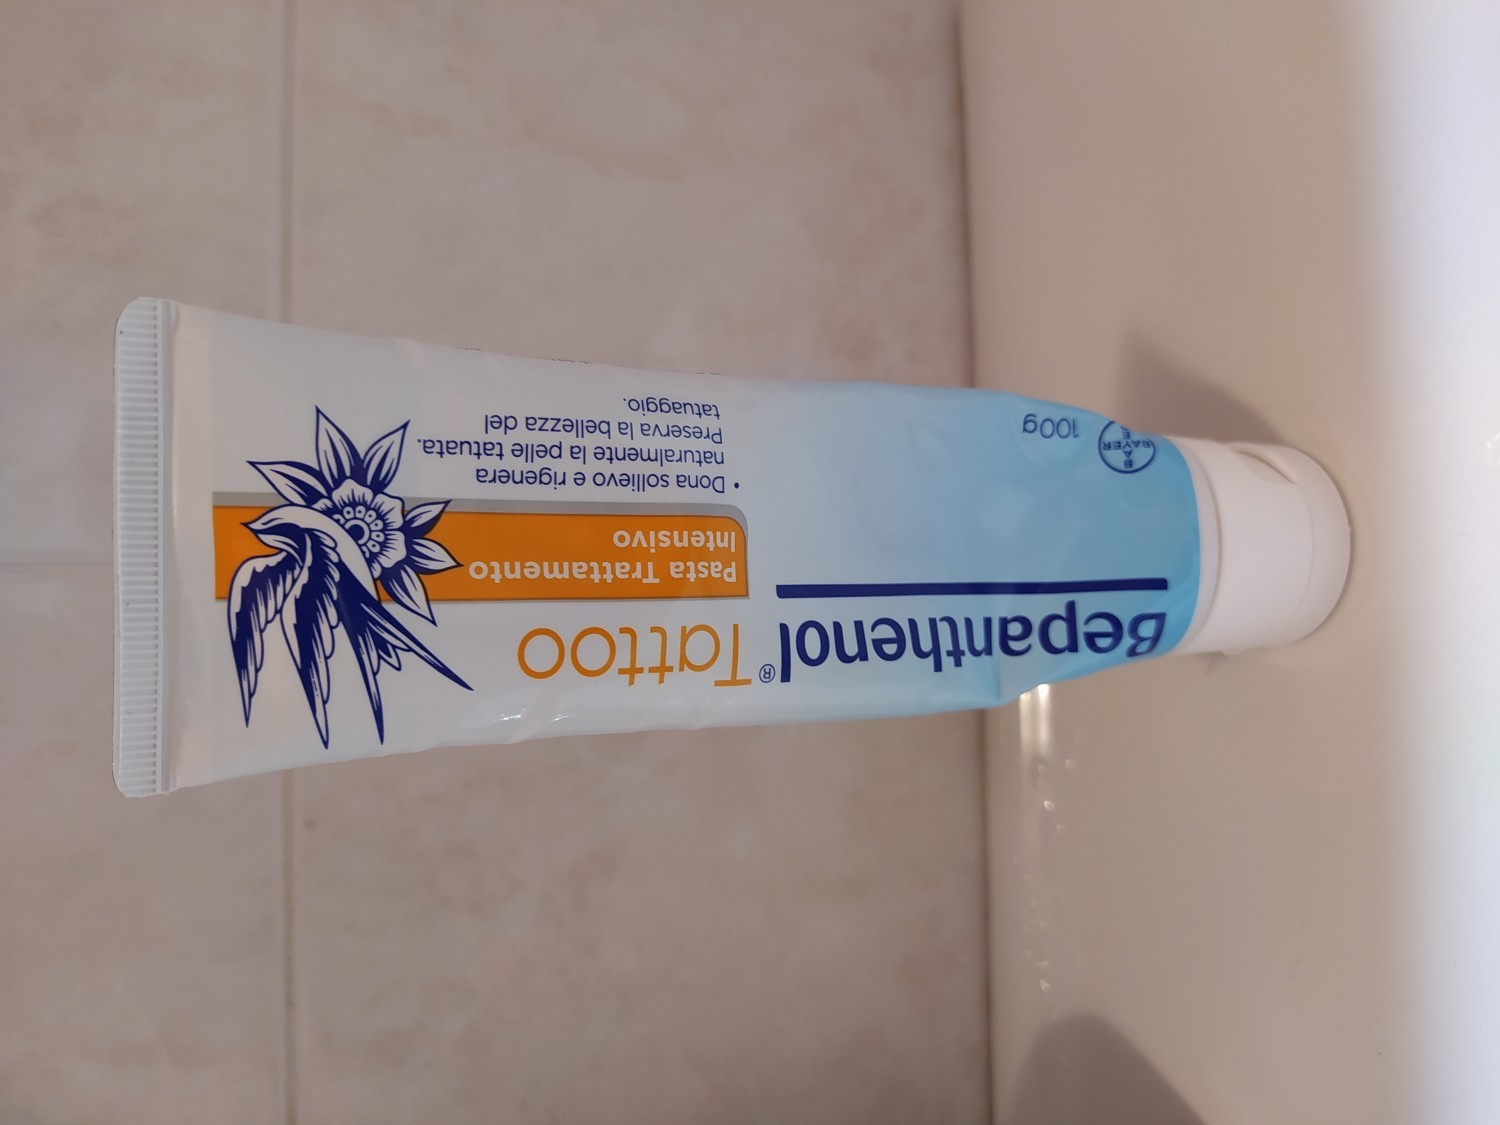 Bepanthenol® Tattoo
Pasta Trattamento
Intensivo
• Dona sollievo e rigenera
naturalmente la pelle tatuata.
Preserva la bellezza del
tatuaggio.
100g
BAYER